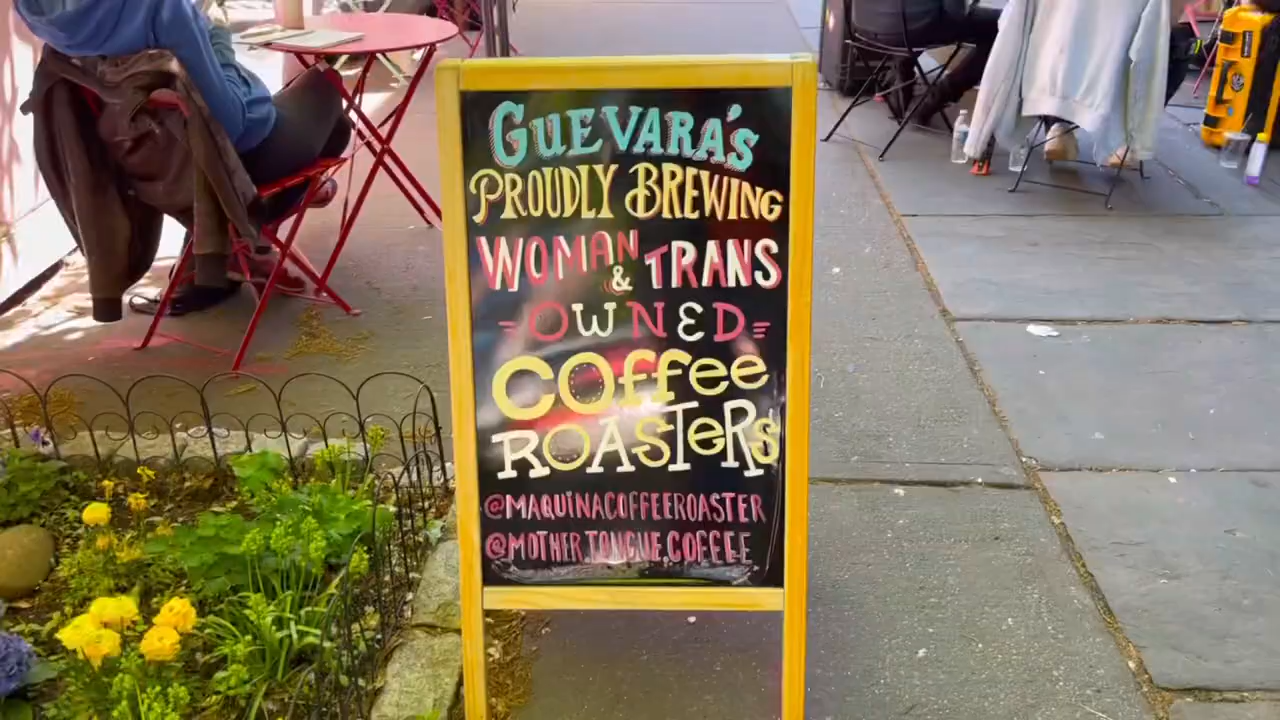 GUEVARA'S
PROUDLY BREWING
WOMAN & TRANS
-OWNED-
COffee
ROASTeRS
@MAQUINACOFFEEROASTER
@MOTHER.TONGUE.COFFEE